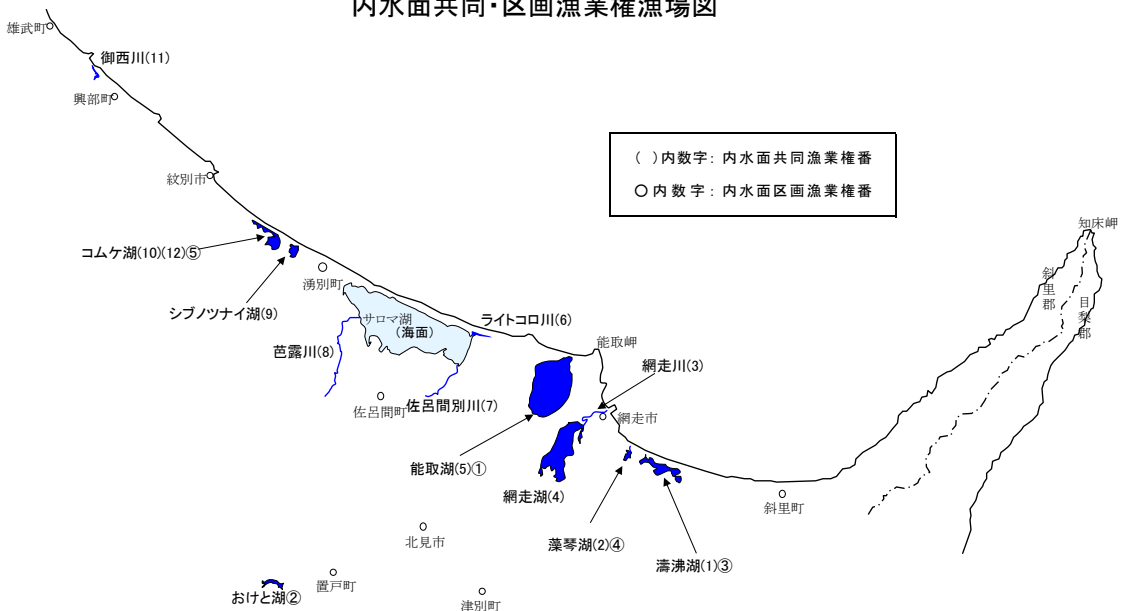 内水面共同・区画漁業権漁場図
雄武町
御西川(11)
興部町
( )内数字: 内水面共同漁業権番
○内数字: 内水面区画漁業権番
紋別市
知床岬
コムケ湖(10)(12)⑤
斜里郡
目梨郡
湧別町
シブノツナイ湖(9)
サロマ湖
(海面)
ライトコロ川(6)
能取岬
芭露川(8)
網走川(3)
佐呂間町
佐呂間別川(7)
網走市
能取湖(5)①
網走湖(4)
斜里町
北見市
藻琴湖(2)④
濤沸湖(1)③
おけと湖②
置戸町
津別町